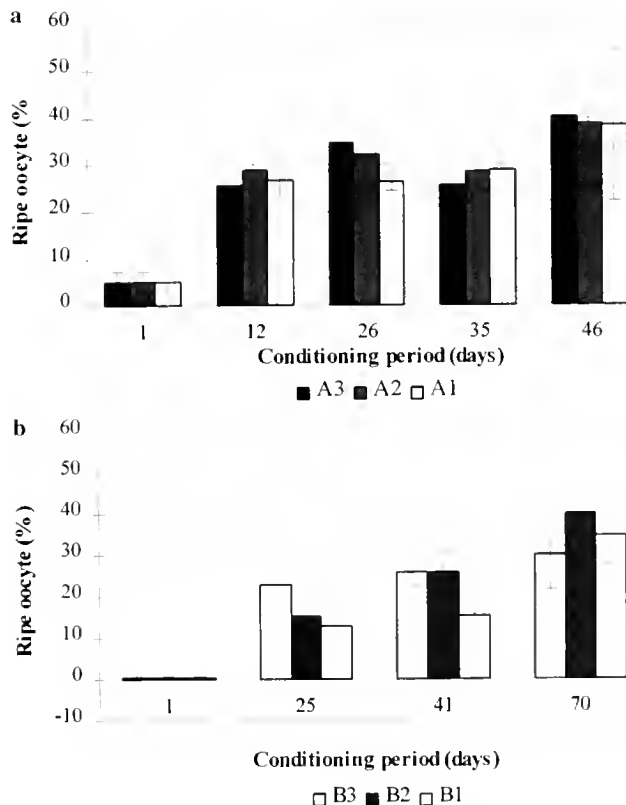 a
60
50
40
30
20
10
0
Ripe oocyte (%
1 12 26 35 46
Conditioning period (days)
A3 A2 A1
b
60
50
40
30
20
10
0
-10
Ripe oocyte (%)
1 25 41 70
Conditioning period (days)
B3 B2 B1